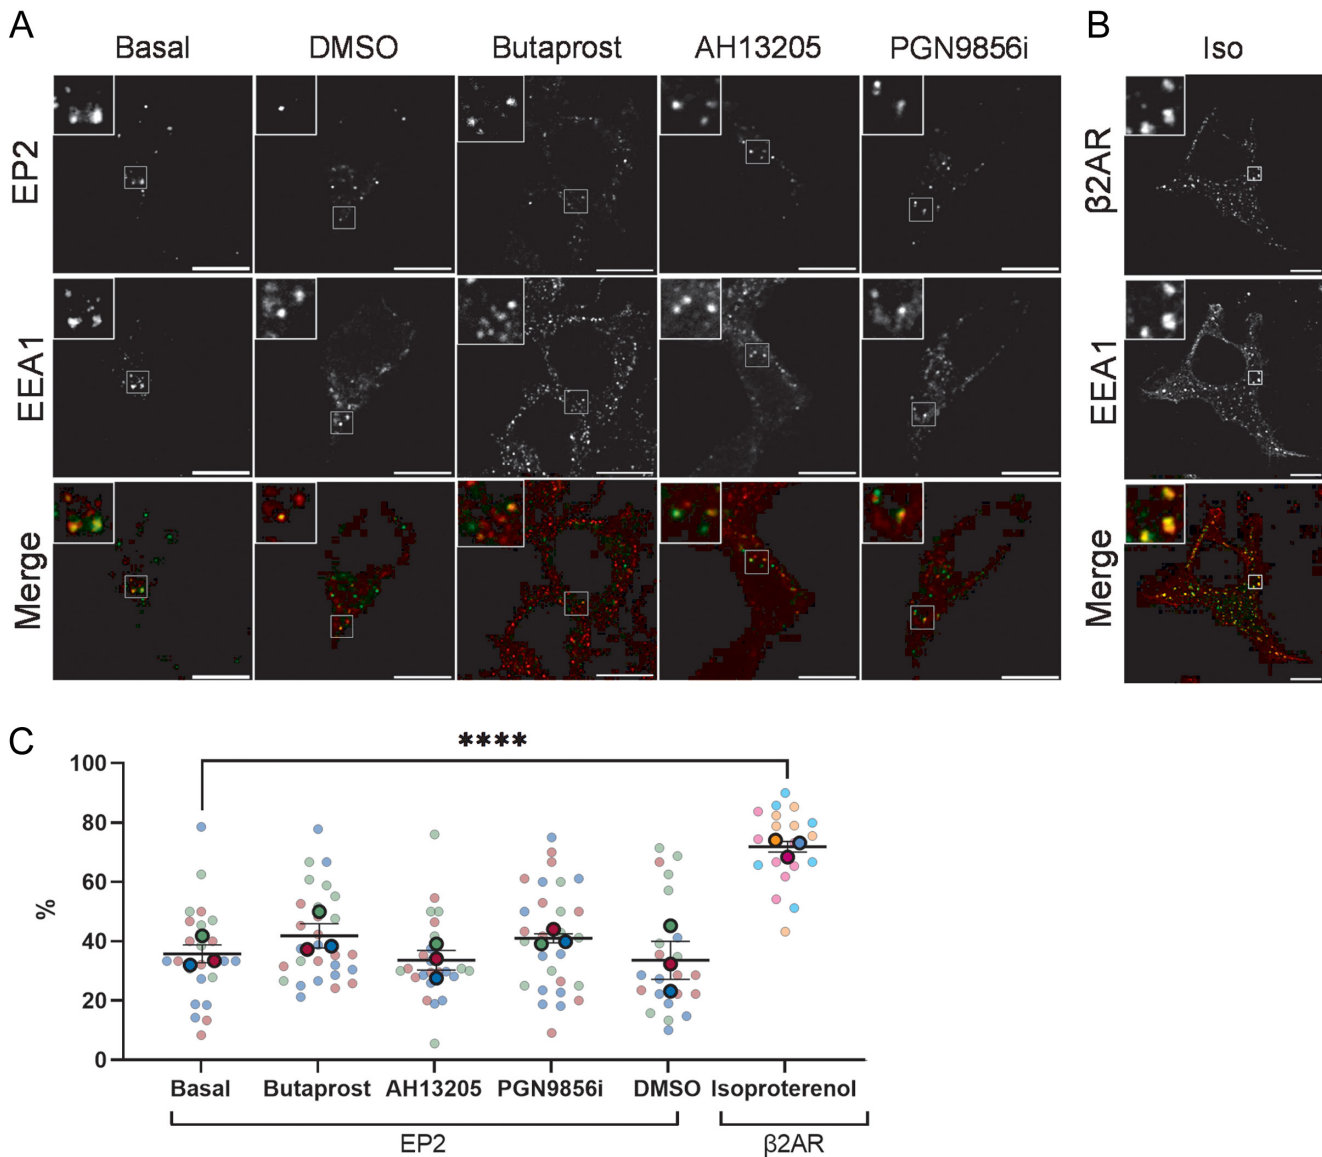 A
B
Basal DMSO Butaprost AH13205 PGN9856i Iso
EP2
β2AR
EEA1
EEA1
Merge
Merge
C
****
%
100
80
60
40
20
0
Basal Butaprost AH13205 PGN9856i DMSO Isoproterenol
EP2 β2AR